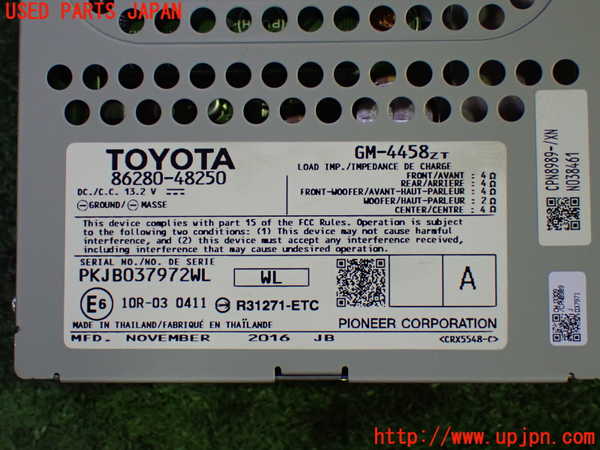 USED PARTS JAPAN
TOYOTA
86280-48250
DC./C.C. 13.2 V
GROUND/ MASSE
GM-4458ZT
LOAD IMP./IMPEDANCE DE CHARGE
FRONT/AVANT : 4Ω
REAR/ARRIERE : 4Ω
FRONT-WOOFER/AVANT-HAUT-PARLEUR : 4Ω
WOOFER/HAUT-PARLEUR : 2Ω
CENTER/CENTRE : 4Ω
This device complies with part 15 of the FCC Rules. Operation is subject
to the following two conditions: (1) This device may not cause harmful
interference, and (2) this device must accept any interference
received, including interference that may cause undesired operation.
SERIAL NO./NO. DE SERIE
PKJB037972WL
WL
A
E6 10R-03 0411 R31271-ETC
MADE IN THAILAND/FABRIQUÉ EN THAÏLANDE
PIONEER CORPORATION
MFD. NOVEMBER 2016 JB
<CRX5548-C>
CPN8989-/XN
N038461
http://www.upjpn.com/